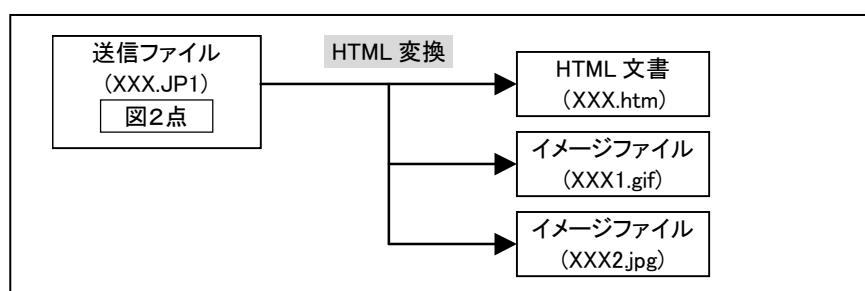 送信ファイル
(XXX.JP1)
図2点
HTML 変換
HTML 文書
(XXX.htm)
イメージファイル
(XXX1.gif)
イメージファイル
(XXX2.jpg)